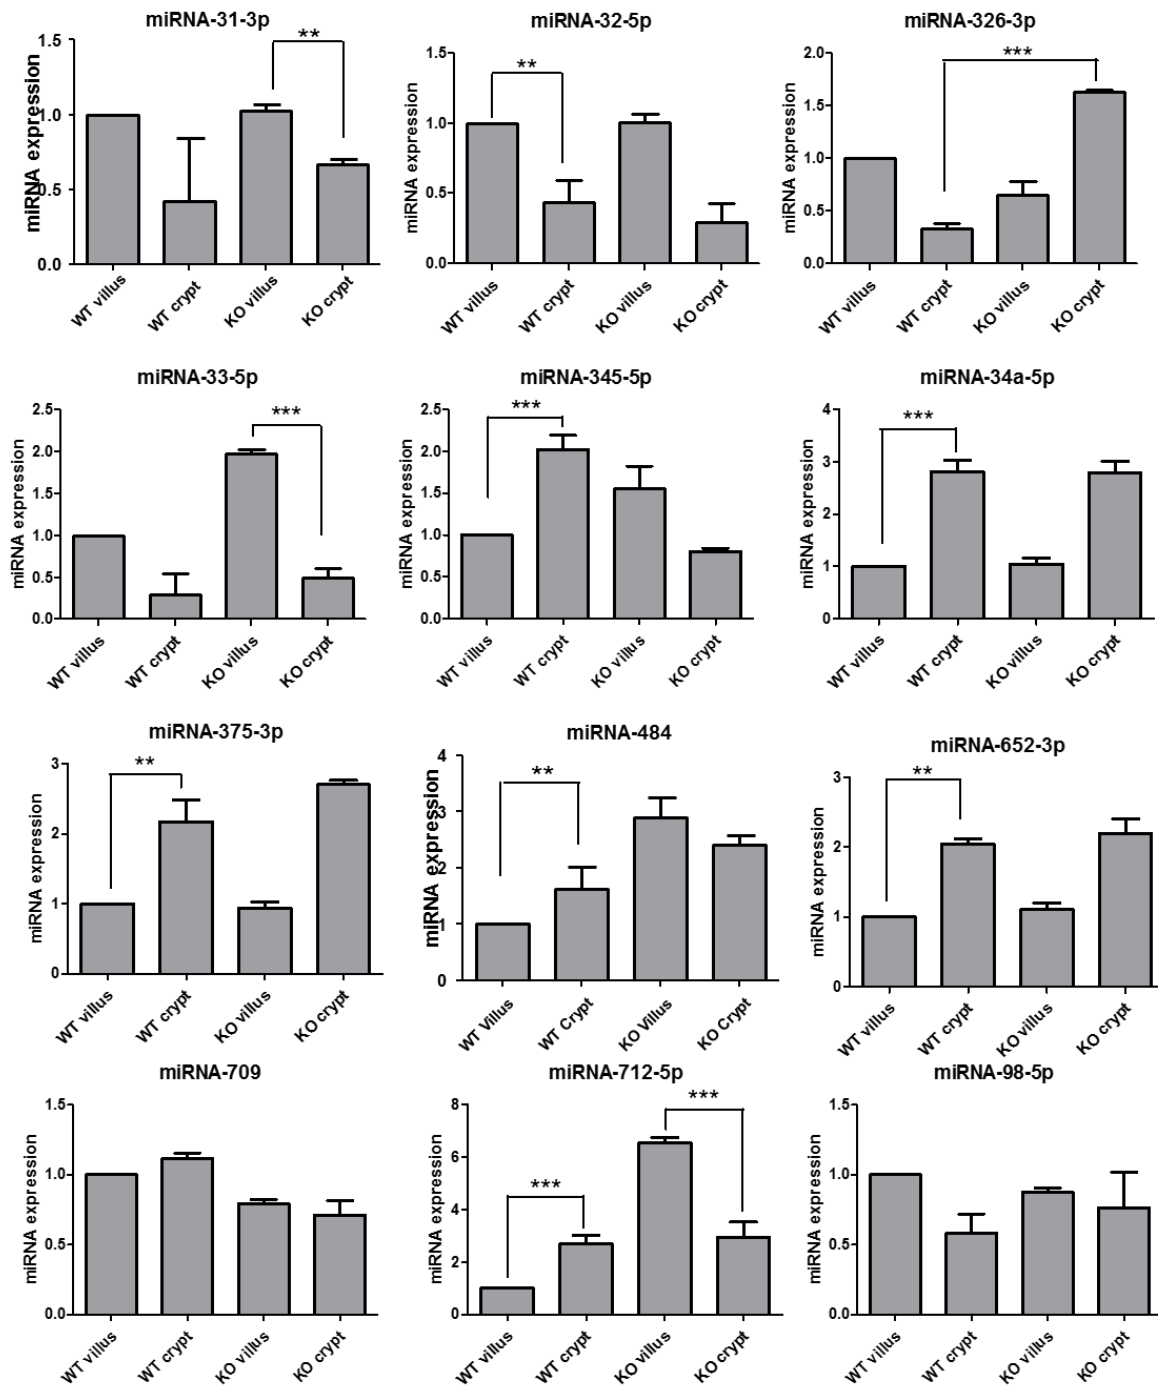 miRNA-31-3p
miRNA expression
1.5
1.0
0.5
0.0
**
WT villus
WT crypt
KO villus
KO crypt
miRNA-32-5p
miRNA expression
1.5
1.0
0.5
0.0
**
WT villus
WT crypt
KO villus
KO crypt
miRNA-326-3p
miRNA expression
2.0
1.5
1.0
0.5
0.0
***
WT villus
WT crypt
KO villus
KO crypt
miRNA-33-5p
miRNA expression
2.5
2.0
1.5
1.0
0.5
0.0
***
WT villus
WT crypt
KO villus
KO crypt
miRNA-345-5p
miRNA expression
2.5
2.0
1.5
1.0
0.5
0.0
***
WT villus
WT crypt
KO villus
KO crypt
miRNA-34a-5p
miRNA expression
4
3
2
1
0
***
WT villus
WT crypt
KO villus
KO crypt
miRNA-375-3p
miRNA expression
3
2
1
0
**
WT villus
WT crypt
KO villus
KO crypt
miRNA-484
miRNA expression
4
3
2
1
0
**
WT Villus
WT Crypt
KO Villus
KO Crypt
miRNA-652-3p
miRNA expression
3
2
1
0
**
WT villus
WT crypt
KO villus
KO crypt
miRNA-709
miRNA expression
1.5
1.0
0.5
0.0
WT villus
WT crypt
KO villus
KO crypt
miRNA-712-5p
miRNA expression
8
6
4
2
0
***
***
WT villus
WT crypt
KO villus
KO crypt
miRNA-98-5p
miRNA expression
1.5
1.0
0.5
0.0
WT villus
WT crypt
KO villus
KO crypt